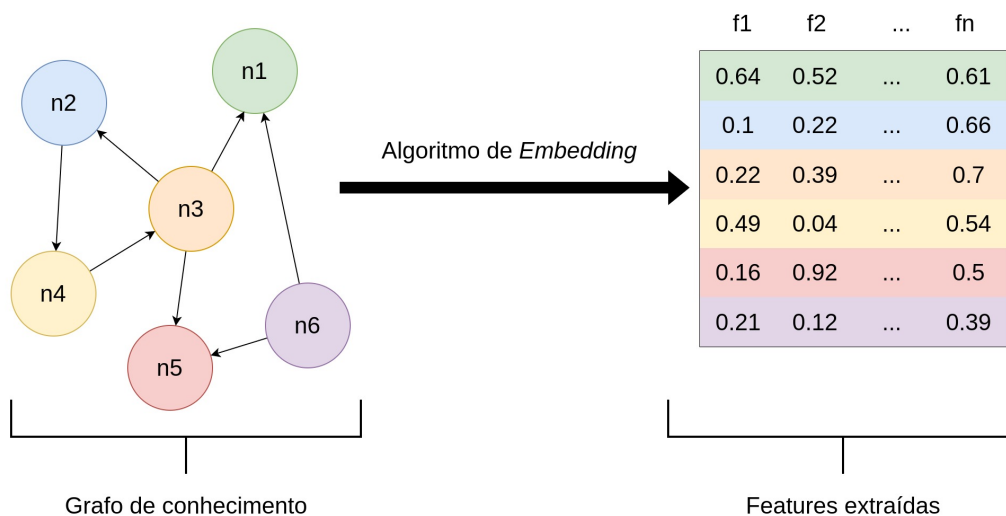 f1 f2 ... fn
n1
n2
n3
n4
n5
n6
Algoritmo de Embedding
0.64 0.52 ... 0.61
0.1 0.22 ... 0.66
0.22 0.39 ... 0.7
0.49 0.04 ... 0.54
0.16 0.92 ... 0.5
0.21 0.12 ... 0.39
Grafo de conhecimento
Features extraídas